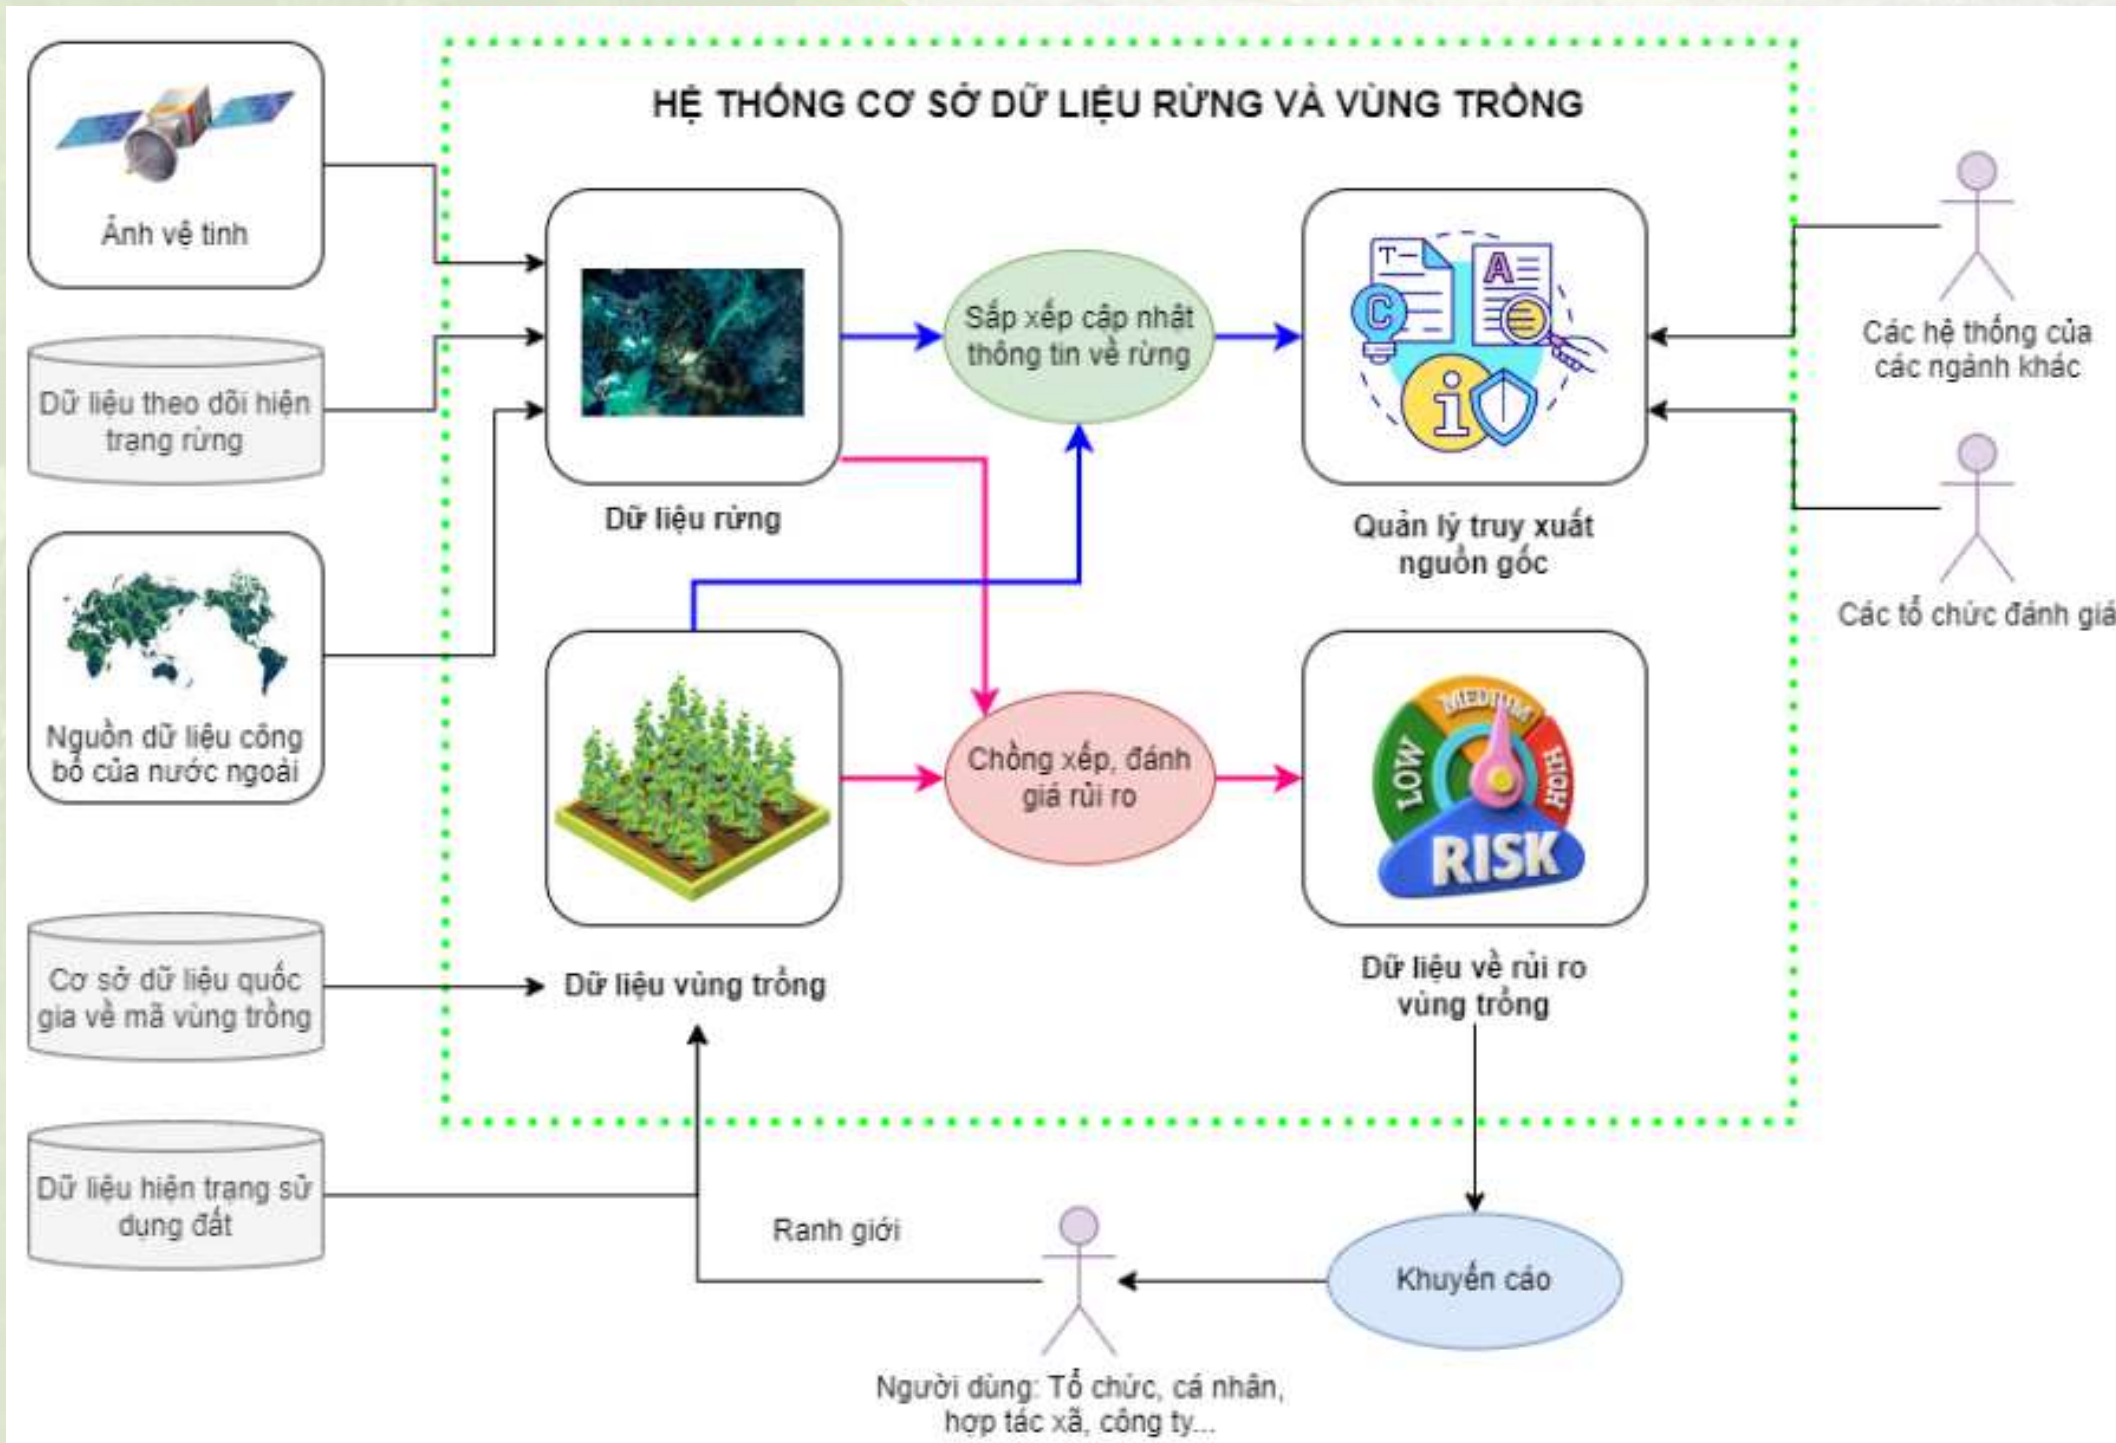 HỆ THỐNG CƠ SỞ DỮ LIỆU RỪNG VÀ VÙNG TRỒNG
Ảnh vệ tinh
Dữ liệu theo dõi hiện
trạng rừng
Nguồn dữ liệu công
bố của nước ngoài
Cơ sở dữ liệu quốc
gia về mã vùng trồng
Dữ liệu hiện trạng sử
dụng đất
Dữ liệu rừng
Dữ liệu vùng trồng
Sắp xếp cập nhật
thông tin về rừng
Chồng xếp, đánh
giá rủi ro
T
A
C
i
Quản lý truy xuất
nguồn gốc
LOW
MEDIUM
HIGH
RISK
Dữ liệu về rủi ro
vùng trồng
Các hệ thống của
các ngành khác
Các tổ chức đánh giá
Ranh giới
Khuyến cáo
Người dùng: Tổ chức, cá nhân,
hợp tác xã, công ty...